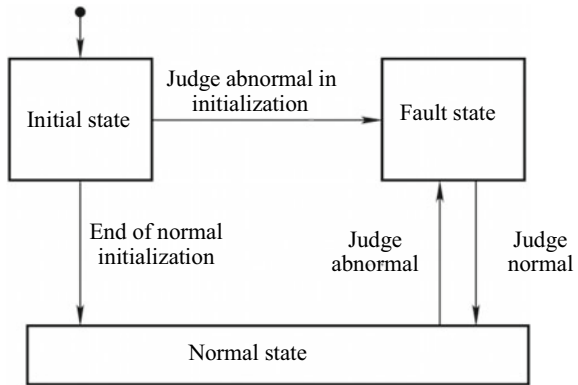 Judge abnormal in
initialization
Initial state
Fault state
End of normal
initialization
Judge
abnormal
Judge
normal
Normal state